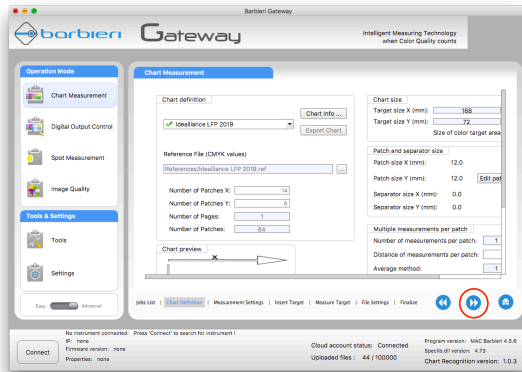 Barbieri Gateway
barbieri Gateway
Intelligent Measuring Technology
when Color Quality counts
Operation Mode
Chart Measurement
Digital Output Control
Spot Measurement
Image Quality
Tools & Settings
Tools
Settings
Easy Advanced
Chart Measurement
Chart definition
Idealliance LFP 2019
Chart Info ...
Export Chart
Reference File (CMYK values)
References/Idealliance LFP 2019.ref ...
Number of Patches X: 14
Number of Patches Y: 6
Number of Pages: 1
Number of Patches: 84
Chart preview
X
Chart size
Target size X (mm): 168
Target size Y (mm): 72
Size of color target area
Patch and separator size
Patch size X (mm): 12.0
Patch size Y (mm): 12.0 Edit pat
Separator size X (mm): 0.0
Separator size Y (mm): 0.0
Multiple measurements per patch
Number of measurements per patch: 1
Distance of measurements per patch:
Average method: 1
Jobs List | Chart Definition | Measurement Settings | Insert Target | Measure Target | File Settings | Finalize
Connect
No instrument connected: Press 'Connect' to search for instrument !
IP: none
Firmware version: none
Properties: none
Cloud account status: Connected
Uploaded files : 44 / 100000
Program version: MAC Barbieri 4.5.6
Speclib.dll version: 4.73
Chart Recognition version: 1.0.3